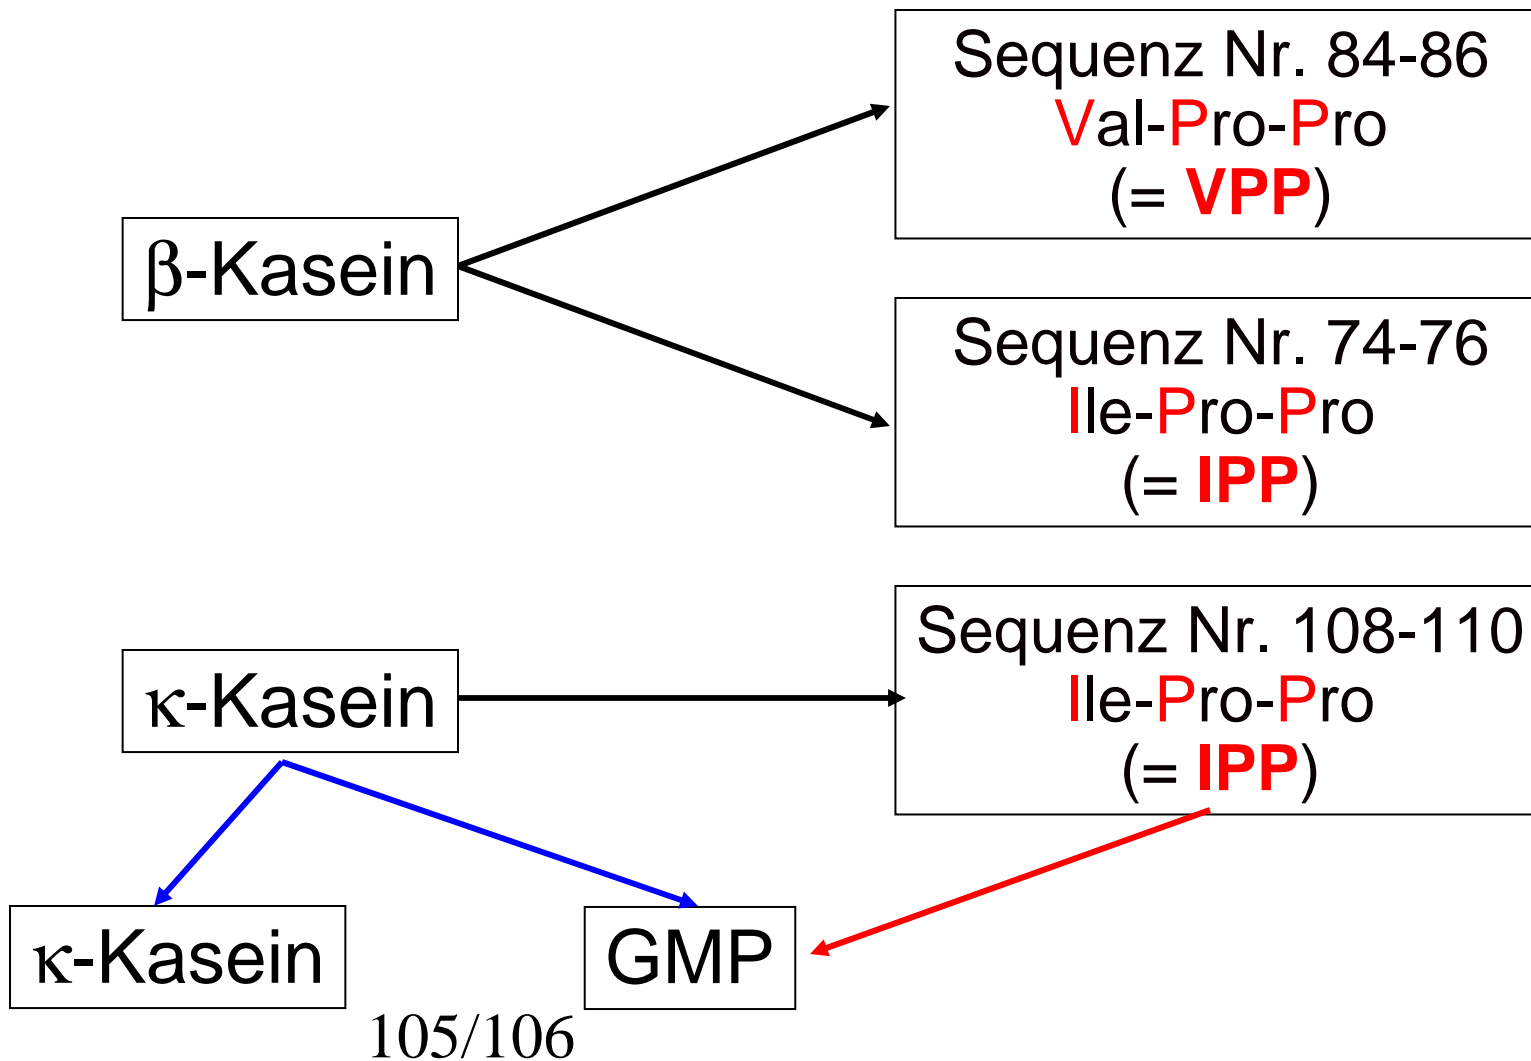 Sequenz Nr. 84-86
Val-Pro-Pro
(= VPP)
β-Kasein
Sequenz Nr. 74-76
Ile-Pro-Pro
(= IPP)
Sequenz Nr. 108-110
Ile-Pro-Pro
(= IPP)
κ-Kasein
κ-Kasein
GMP
105/106